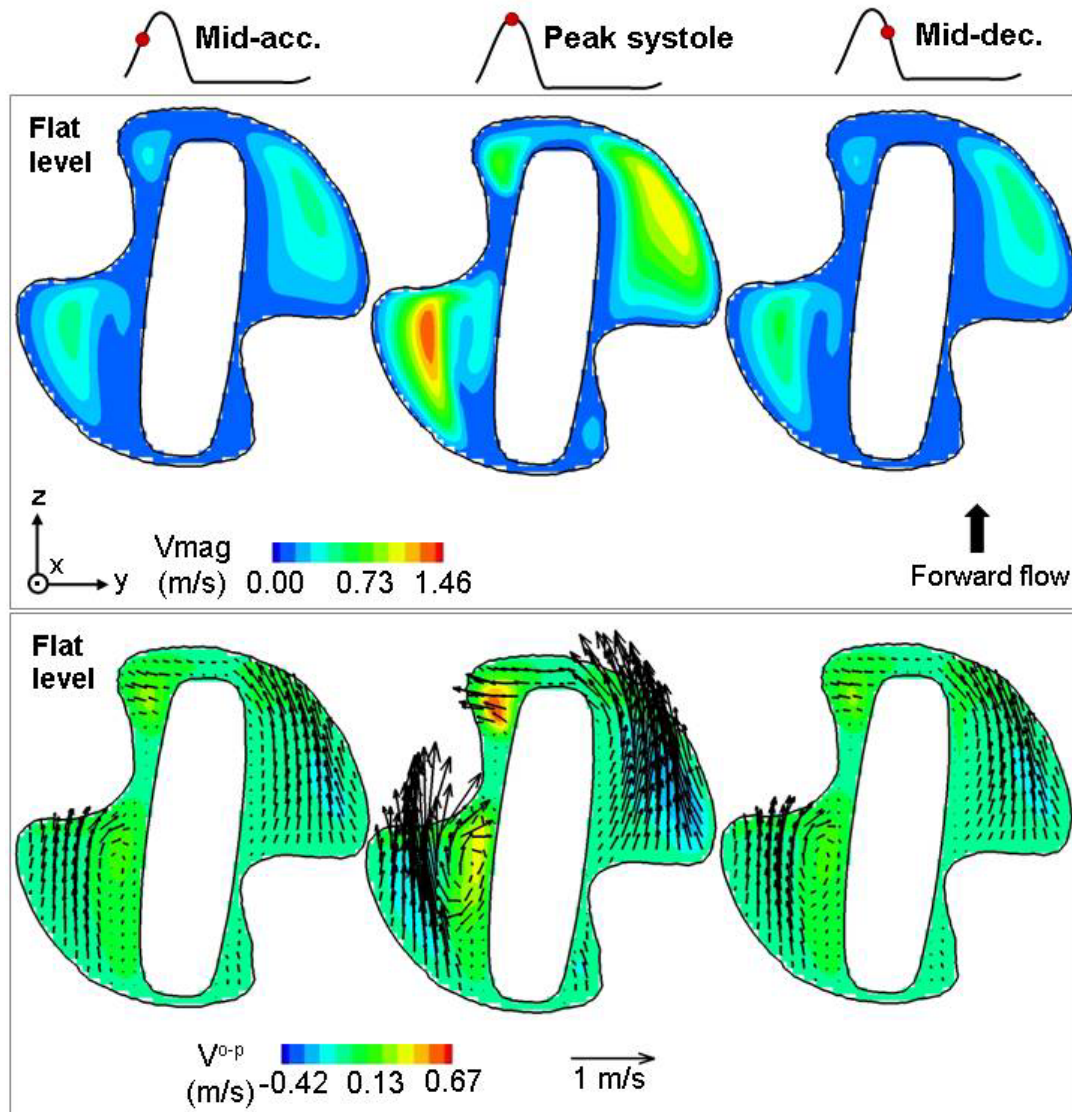 Mid-acc.
Peak systole
Mid-dec.
Flat
level
z
x
y
Vmag
(m/s)
0.00 0.73 1.46
Forward flow
Flat
level
V^o-p
(m/s)
-0.42 0.13 0.67
1 m/s